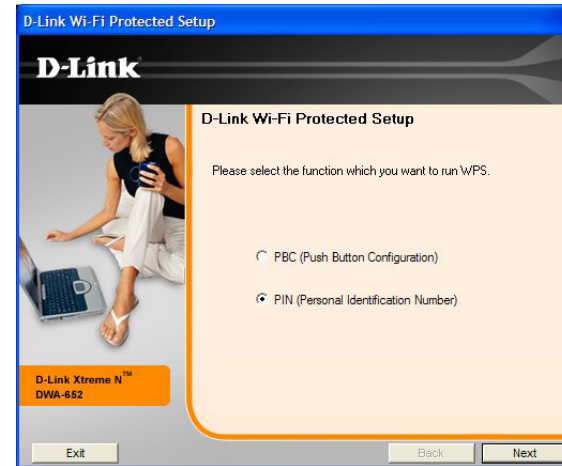 D-Link Wi-Fi Protected Setup
D-Link
D-Link Wi-Fi Protected Setup
Please select the function which you want to run WPS.
PBC (Push Button Configuration)
PIN (Personal Identification Number)
D-Link Xtreme N™
DWA-652
Exit
Back
Next